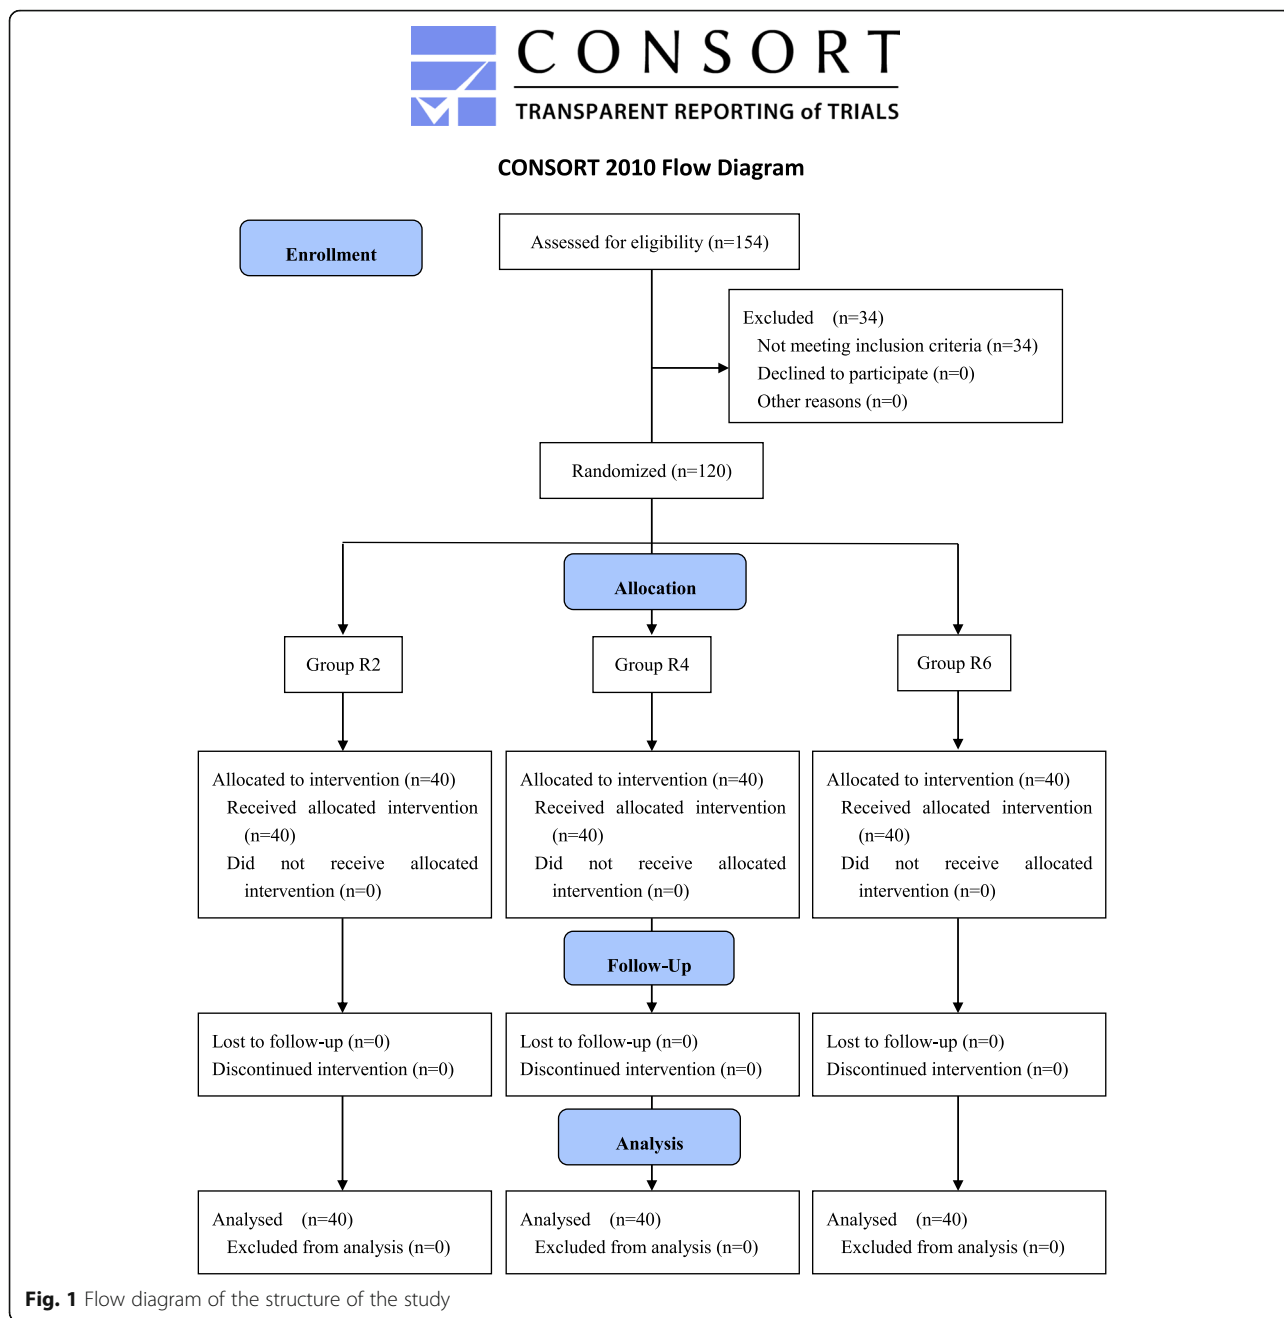 CONSORT
TRANSPARENT REPORTING of TRIALS
CONSORT 2010 Flow Diagram
Enrollment
Assessed for eligibility (n=154)
Excluded (n=34)
Not meeting inclusion criteria (n=34)
Declined to participate (n=0)
Other reasons (n=0)
Randomized (n=120)
Allocation
Group R2
Group R4
Group R6
Allocated to intervention (n=40)
Received allocated intervention
(n=40)
Did not receive allocated
intervention (n=0)
Allocated to intervention (n=40)
Received allocated intervention
(n=40)
Did not receive allocated
intervention (n=0)
Allocated to intervention (n=40)
Received allocated intervention
(n=40)
Did not receive allocated
intervention (n=0)
Follow-Up
Lost to follow-up (n=0)
Discontinued intervention (n=0)
Lost to follow-up (n=0)
Discontinued intervention (n=0)
Lost to follow-up (n=0)
Discontinued intervention (n=0)
Analysis
Analysed (n=40)
Excluded from analysis (n=0)
Analysed (n=40)
Excluded from analysis (n=0)
Analysed (n=40)
Excluded from analysis (n=0)
Fig. 1 Flow diagram of the structure of the study